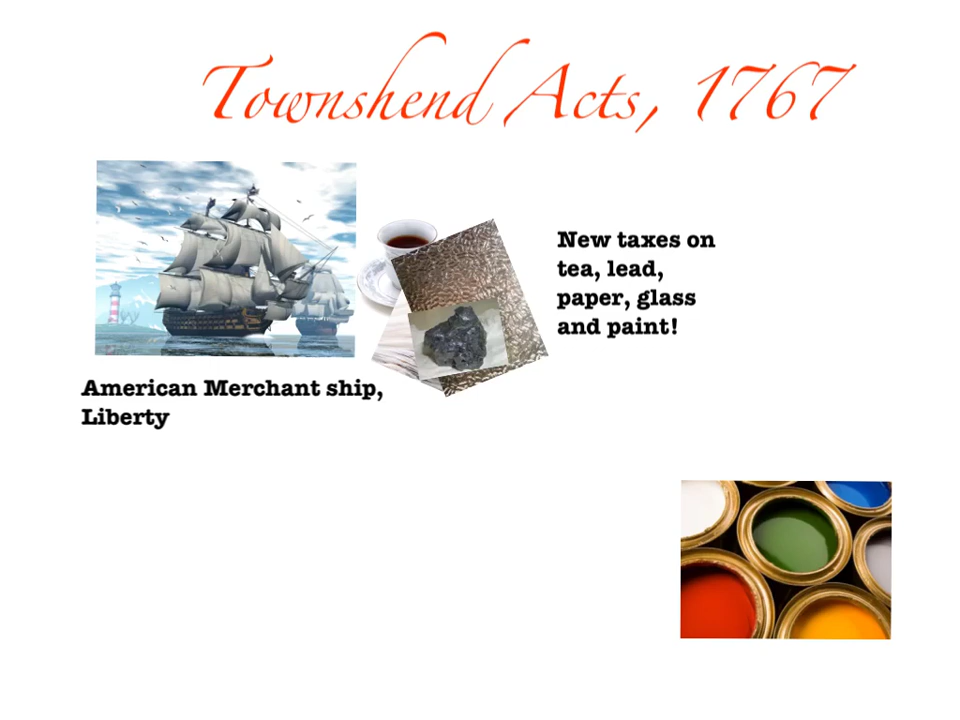 Townshend Acts, 1767
New taxes on
tea, lead,
paper, glass
and paint!
American Merchant ship,
Liberty